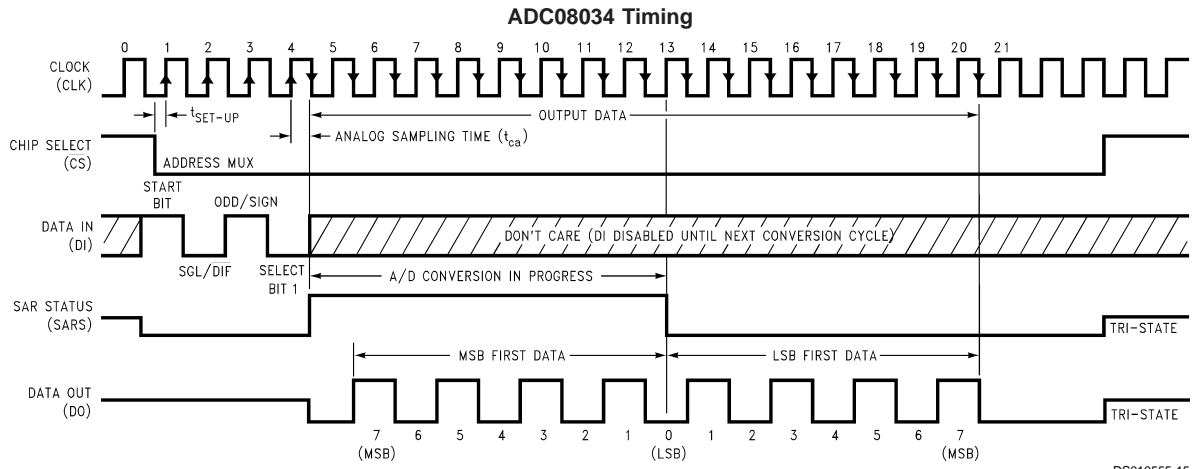 ADC08034 Timing
0 1 2 3 4 5 6 7 8 9 10 11 12 13 14 15 16 17 18 19 20 21
CLOCK
(CLK)
tSET-UP
OUTPUT DATA
ANALOG SAMPLING TIME (tca)
CHIP SELECT
(CS)
ADDRESS MUX
START
BIT
ODD/SIGN
DATA IN
(DI)
DON'T CARE (DI DISABLED UNTIL NEXT CONVERSION CYCLE)
SGL/DIF
SELECT
BIT 1
A/D CONVERSION IN PROGRESS
SAR STATUS
(SARS)
TRI-STATE
MSB FIRST DATA
LSB FIRST DATA
DATA OUT
(DO)
TRI-STATE
7 6 5 4 3 2 1 0 1 2 3 4 5 6 7
(MSB) (LSB) (MSB)